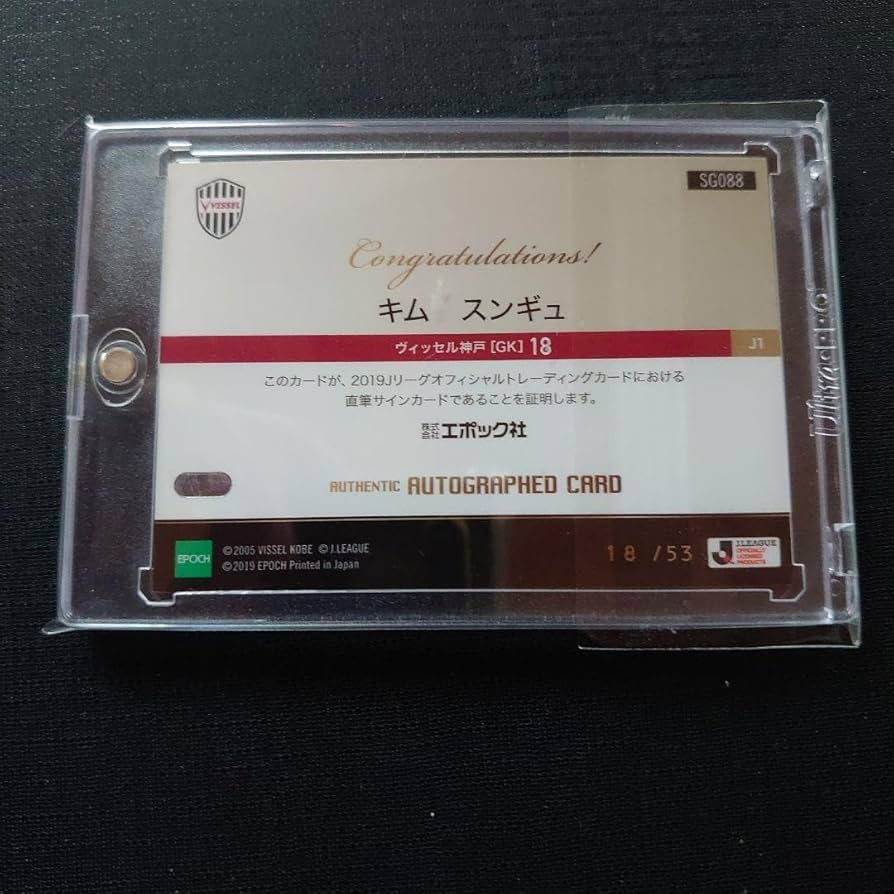 SG088
VISSEL
Congratulations!
キム スンギュ
ヴィッセル神戸 [GK] 18
J1
このカードが、2019Jリーグオフィシャルトレーディングカードにおける
直筆サインカードであることを証明します。
株式会社エポック社
AUTHENTIC AUTOGRAPHED CARD
EPOCH
©2005 VISSEL KOBE ©J.LEAGUE
©2019 EPOCH Printed in Japan
18 /53
J.LEAGUE
OFFICIALLY
LICENSED
PRODUCTS
Ultra PRO